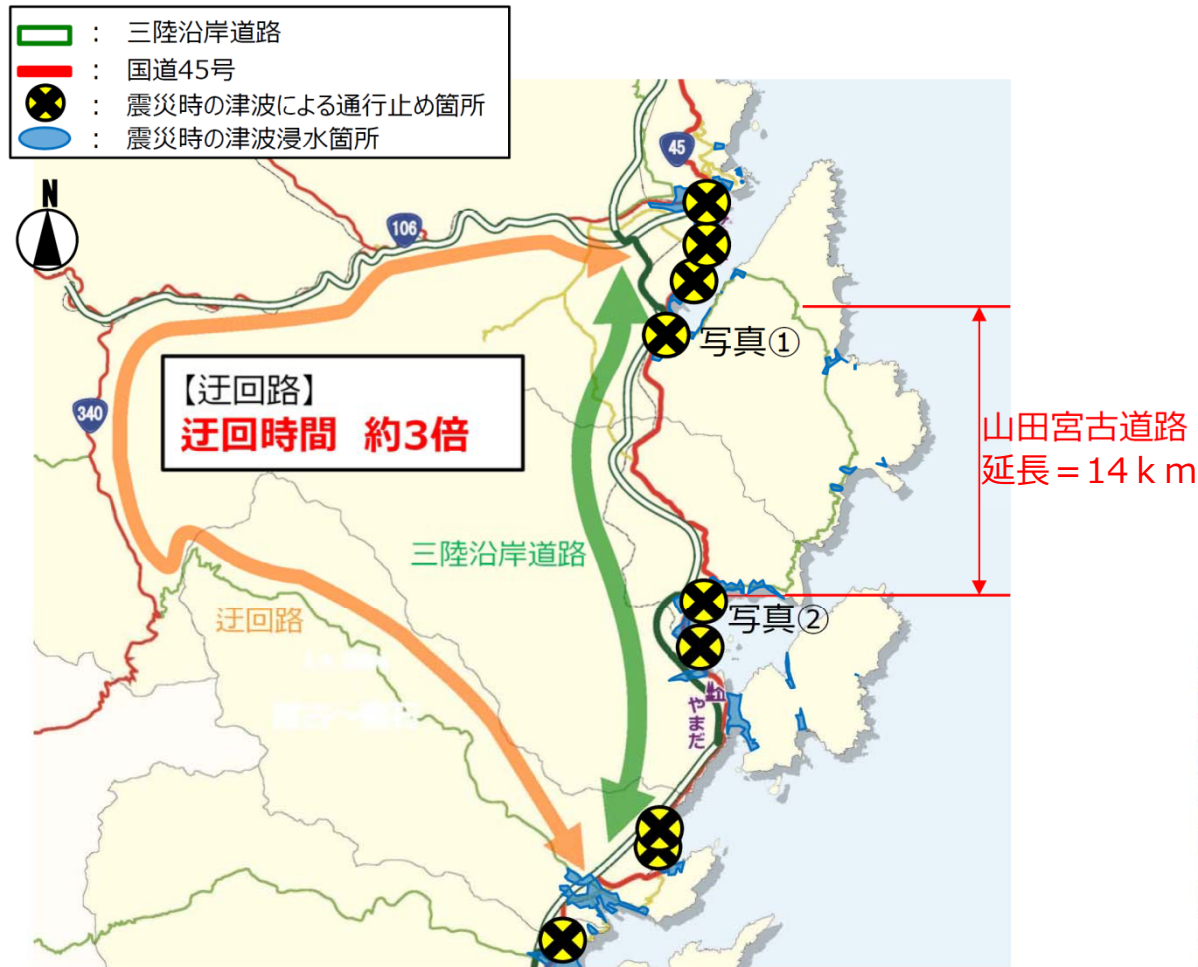 ： 三陸沿岸道路
： 国道45号
： 震災時の津波による通行止め箇所
： 震災時の津波浸水箇所
N
45
106
写真①
【迂回路】
迂回時間 約3倍
340
山田宮古道路
延長＝14ｋｍ
三陸沿岸道路
迂回路
写真②
やまだ